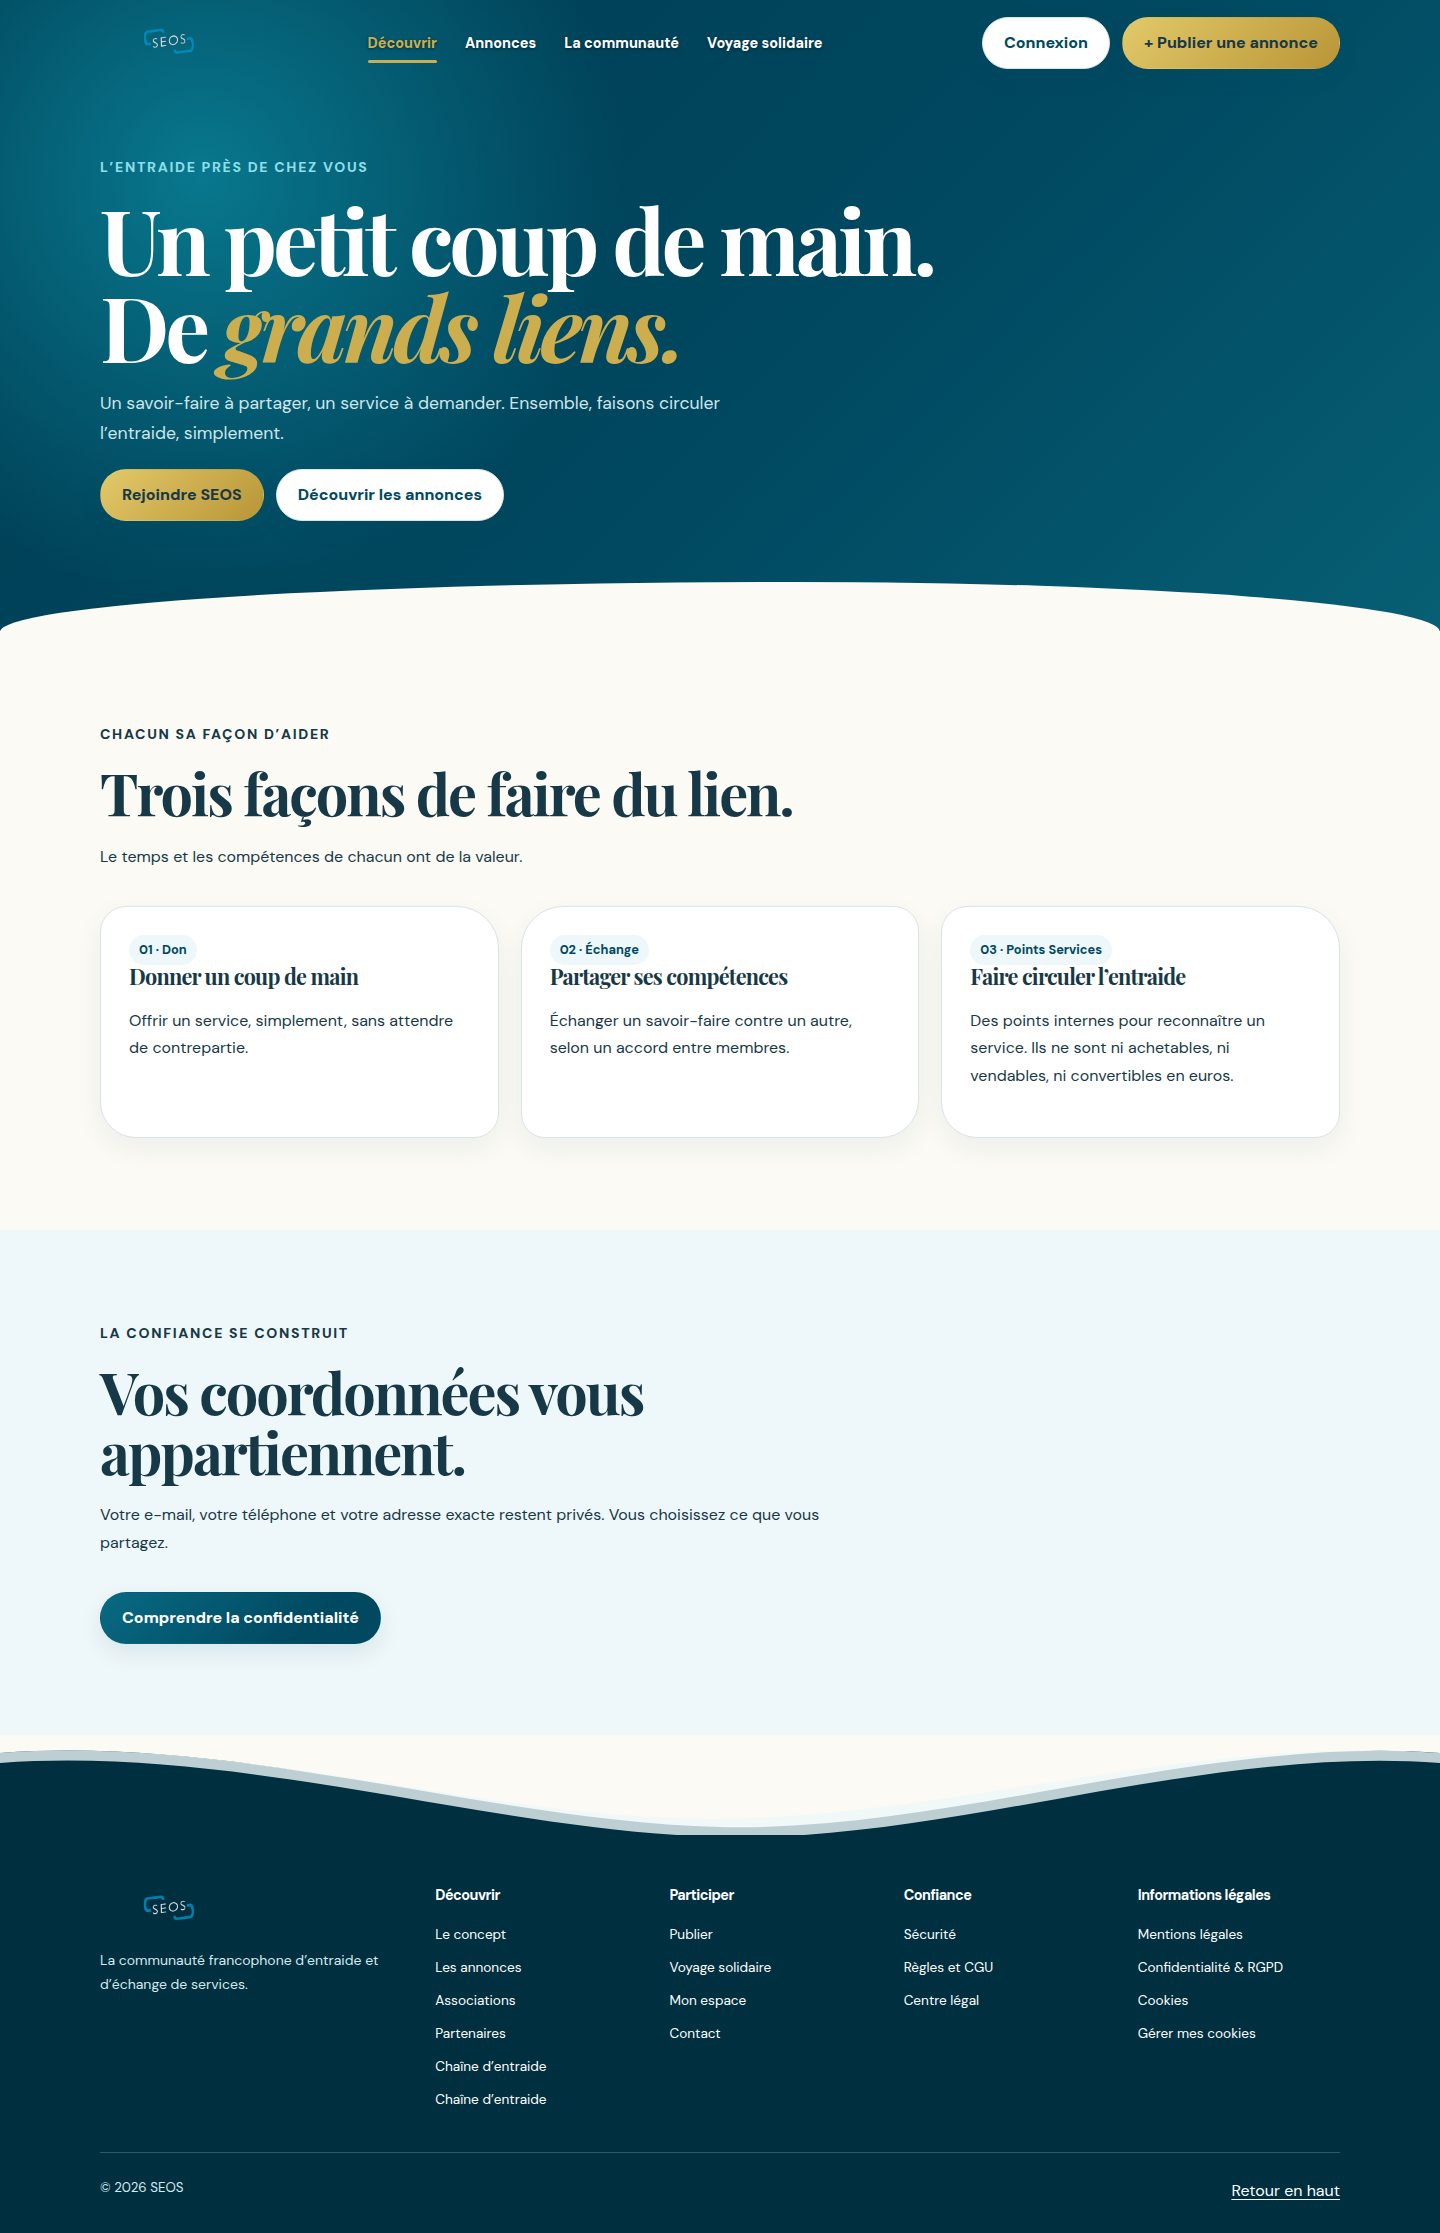 SEOS
Découvrir
Annonces
La communauté
Voyage solidaire
Connexion
+ Publier une annonce
L’ENTRAIDE PRÈS DE CHEZ VOUS
Un petit coup de main.
De grands liens.
Un savoir-faire à partager, un service à demander. Ensemble, faisons circuler
l’entraide, simplement.
Rejoindre SEOS
Découvrir les annonces
CHACUN SA FAÇON D’AIDER
Trois façons de faire du lien.
Le temps et les compétences de chacun ont de la valeur.
01 · Don
Donner un coup de main
Offrir un service, simplement, sans attendre
de contrepartie.
02 · Échange
Partager ses compétences
Échanger un savoir-faire contre un autre,
selon un accord entre membres.
03 · Points Services
Faire circuler l’entraide
Des points internes pour reconnaître un
service. Ils ne sont ni achetables, ni
vendables, ni convertibles en euros.
LA CONFIANCE SE CONSTRUIT
Vos coordonnées vous
appartiennent.
Votre e-mail, votre téléphone et votre adresse exacte restent privés. Vous choisissez ce que vous
partagez.
Comprendre la confidentialité
SEOS
La communauté francophone d’entraide et
d’échange de services.
Découvrir
Le concept
Les annonces
Associations
Partenaires
Chaîne d’entraide
Chaîne d’entraide
Participer
Publier
Voyage solidaire
Mon espace
Contact
Confiance
Sécurité
Règles et CGU
Centre légal
Informations légales
Mentions légales
Confidentialité & RGPD
Cookies
Gérer mes cookies
© 2026 SEOS
Retour en haut